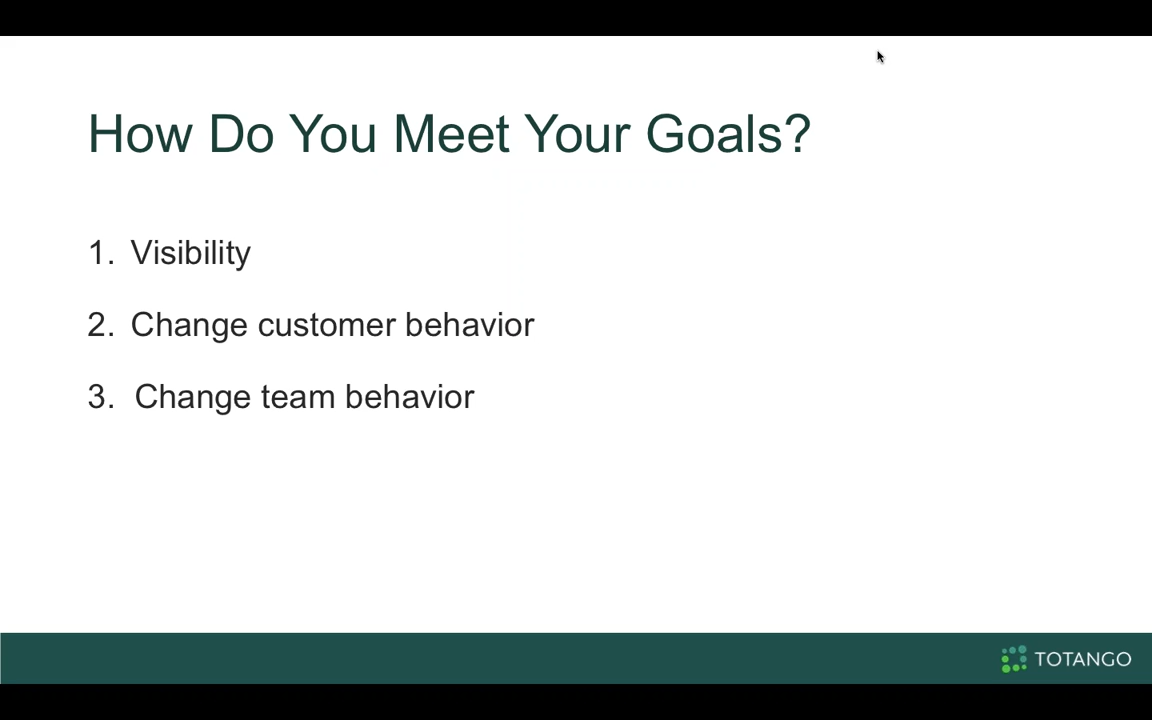 How Do You Meet Your Goals?
1. Visibility
2. Change customer behavior
3. Change team behavior
TOTANGO